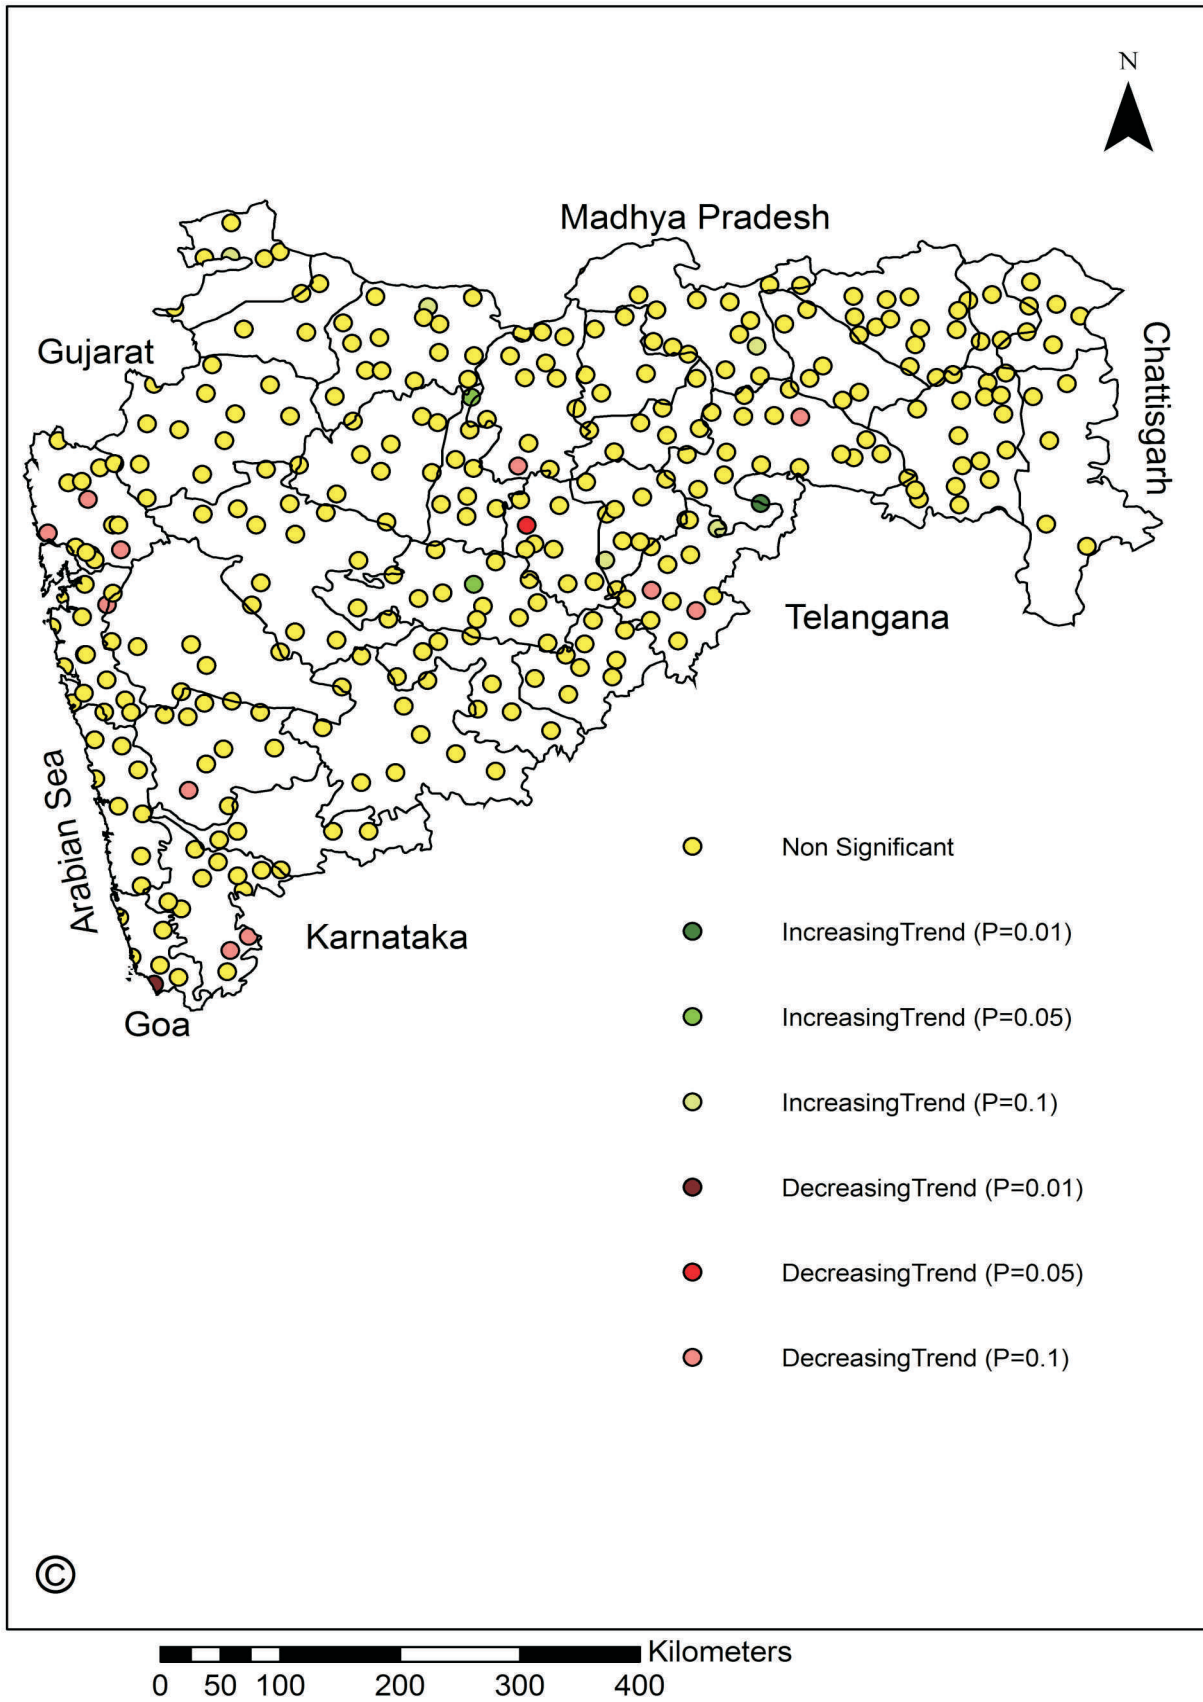 N
Madhya Pradesh
Gujarat
Chattisgarh
Telangana
Arabian Sea
Karnataka
Goa
Non Significant
IncreasingTrend (P=0.01)
IncreasingTrend (P=0.05)
IncreasingTrend (P=0.1)
DecreasingTrend (P=0.01)
DecreasingTrend (P=0.05)
DecreasingTrend (P=0.1)
©
Kilometers
0 50 100 200 300 400